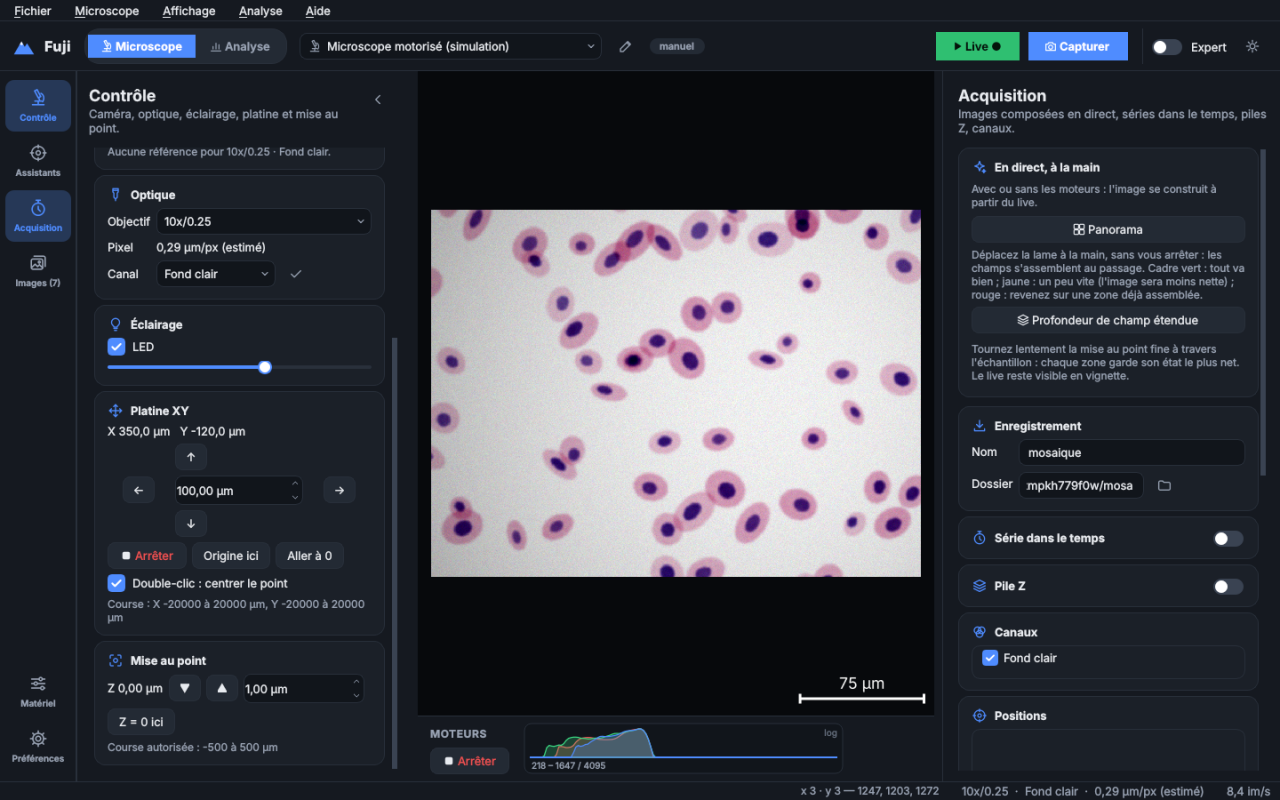 Fichier Microscope Affichage Analyse Aide
Fuji Microscope Analyse Microscope motorisé (simulation) manuel Live Capturer Expert
Contrôle
Assistants
Acquisition
Images (7)
Matériel
Préférences
Contrôle
Caméra, optique, éclairage, platine et mise au
point.
Aucune référence pour 10x/0.25 · Fond clair.
Optique
Objectif 10x/0.25
Pixel 0,29 µm/px (estimé)
Canal Fond clair
Éclairage
LED
Platine XY
X 350,0 µm Y -120,0 µm
100,00 µm
Arrêter Origine ici Aller à 0
Double-clic : centrer le point
Course : X -20000 à 20000 µm, Y -20000 à 20000
µm
Mise au point
Z 0,00 µm 1,00 µm
Z = 0 ici
Course autorisée : -500 à 500 µm
75 µm
MOTEURS
Arrêter
log
218 – 1647 / 4095
Acquisition
Images composées en direct, séries dans le temps, piles
Z, canaux.
En direct, à la main
Avec ou sans les moteurs : l'image se construit à
partir du live.
Panorama
Déplacez la lame à la main, sans vous arrêter : les
champs s'assemblent au passage. Cadre vert : tout va
bien ; jaune : un peu vite (l'image sera moins nette) ;
rouge : revenez sur une zone déjà assemblée.
Profondeur de champ étendue
Tournez lentement la mise au point fine à travers
l'échantillon : chaque zone garde son état le plus net.
Le live reste visible en vignette.
Enregistrement
Nom mosaique
Dossier mpkh779f0w/mosa
Série dans le temps
Pile Z
Canaux
Fond clair
Positions
x 3 · y 3 — 1247, 1203, 1272 10x/0.25 · Fond clair · 0,29 µm/px (estimé) 8,4 im/s